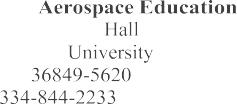 Aerospace Education
Hall
University
36849-5620
334-844-2233